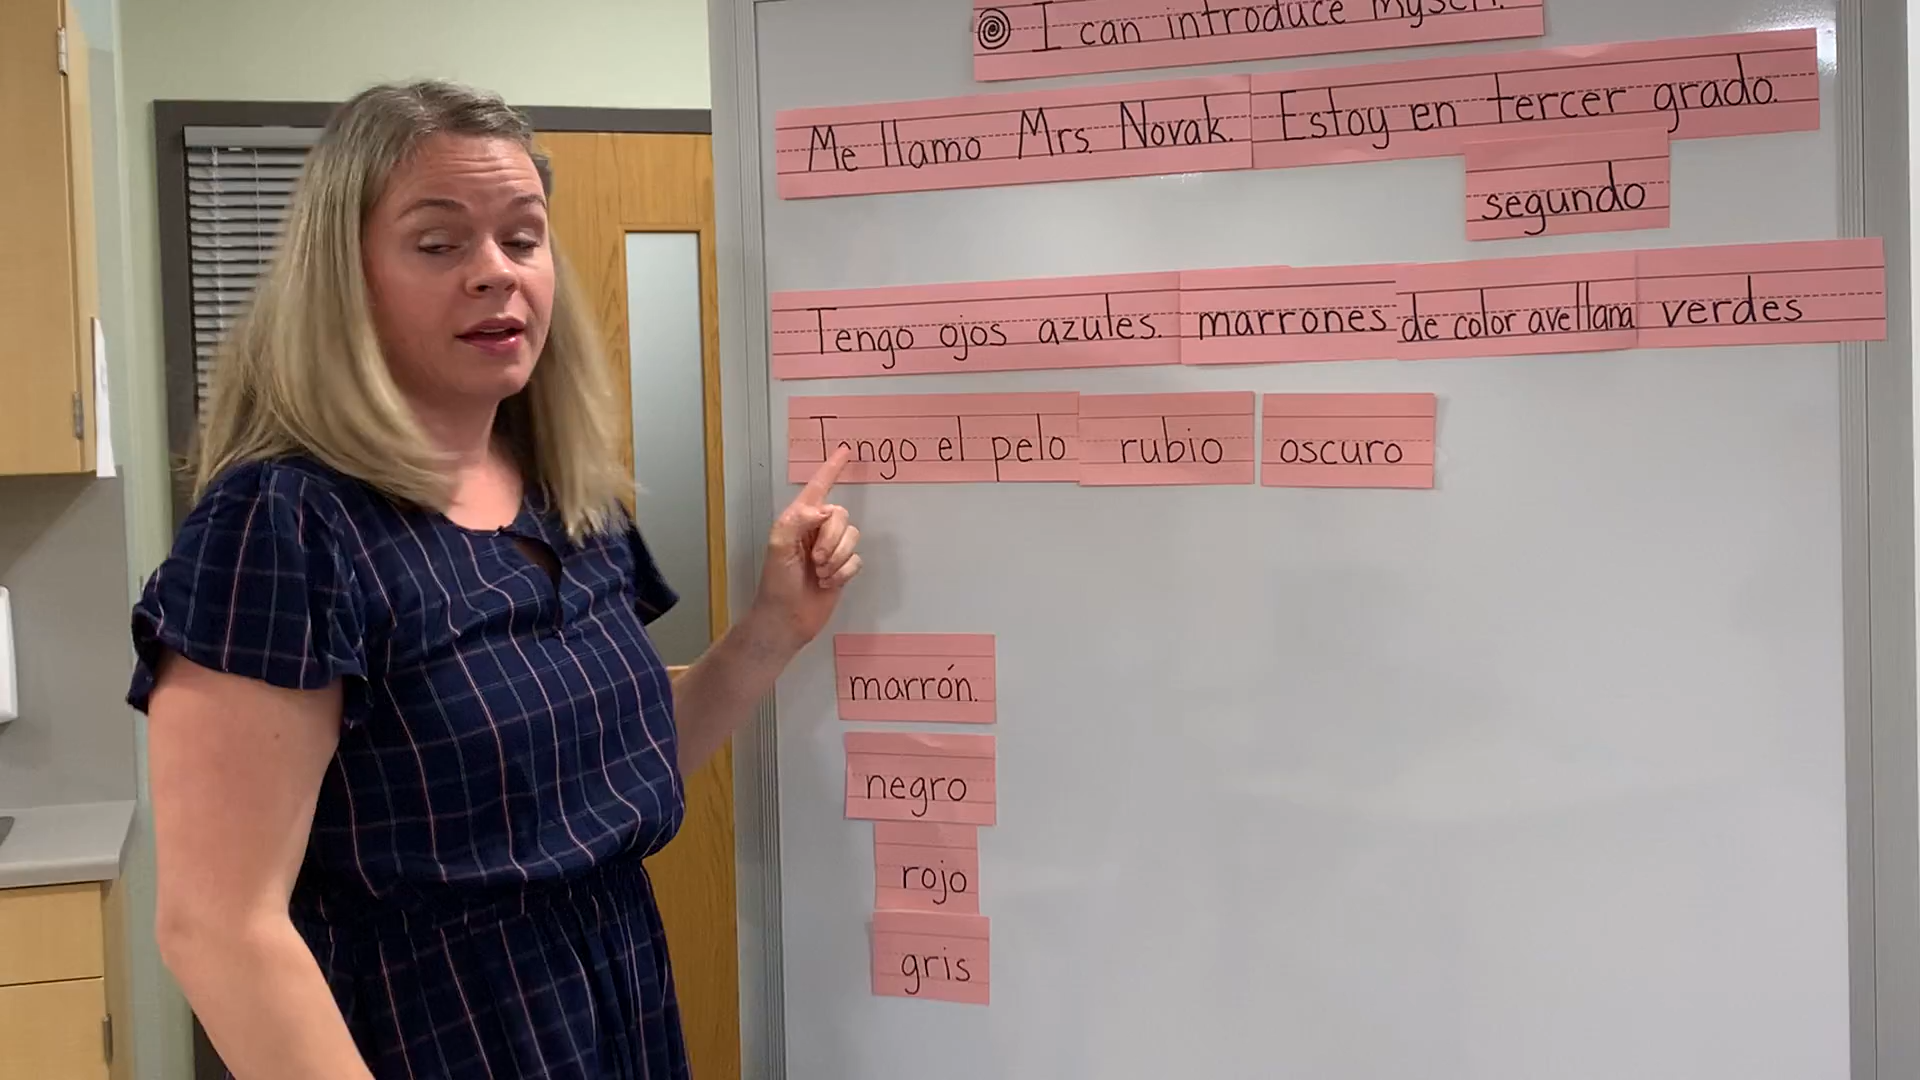 I can introduce myself.
Me llamo Mrs. Novak. Estoy en tercer grado.
segundo
Tengo ojos azules. marrones de color avellana verdes
Tengo el pelo rubio oscuro
marrón.
negro
rojo
gris